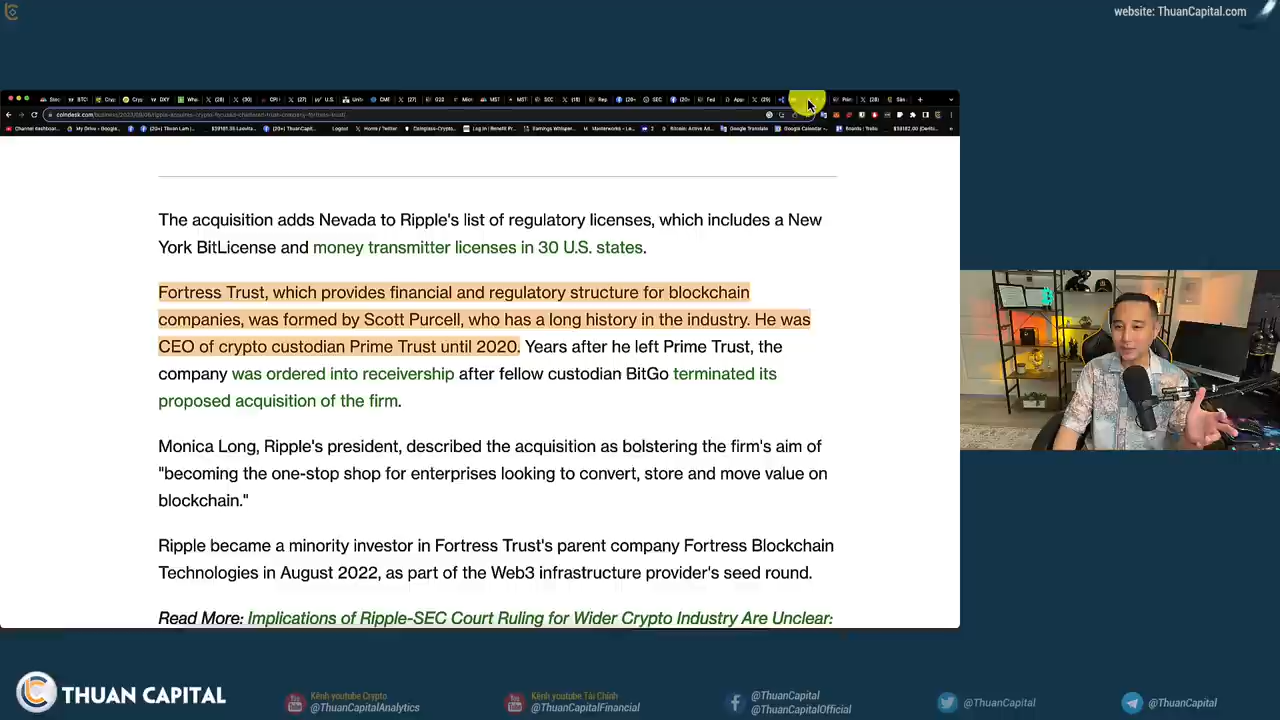 website: ThuanCapital.com
The acquisition adds Nevada to Ripple's list of regulatory licenses, which includes a New
York BitLicense and money transmitter licenses in 30 U.S. states.
Fortress Trust, which provides financial and regulatory structure for blockchain
companies, was formed by Scott Purcell, who has a long history in the industry. He was
CEO of crypto custodian Prime Trust until 2020. Years after he left Prime Trust, the
company was ordered into receivership after fellow custodian BitGo terminated its
proposed acquisition of the firm.
Monica Long, Ripple's president, described the acquisition as bolstering the firm's aim of
"becoming the one-stop shop for enterprises looking to convert, store and move value on
blockchain."
Ripple became a minority investor in Fortress Trust's parent company Fortress Blockchain
Technologies in August 2022, as part of the Web3 infrastructure provider's seed round.
Read More: Implications of Ripple-SEC Court Ruling for Wider Crypto Industry Are Unclear:
THUAN CAPITAL
Kênh youtube Crypto
@ThuanCapitalAnalytics
Kênh youtube Tài Chính
@ThuanCapitalFinancial
@ThuanCapital
@ThuanCapitalOfficial
@ThuanCapital
@ThuanCapital